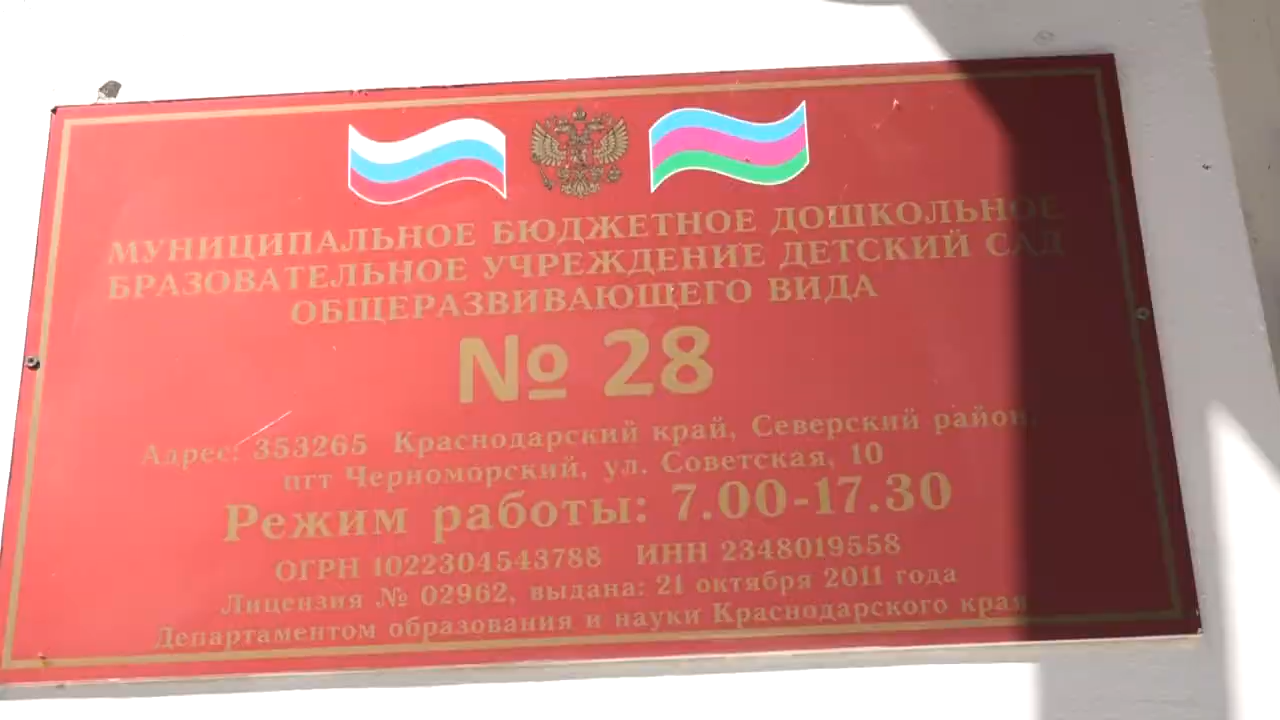 МУНИЦИПАЛЬНОЕ БЮДЖЕТНОЕ ДОШКОЛЬНОЕ
БРАЗОВАТЕЛЬНОЕ УЧРЕЖДЕНИЕ ДЕТСКИЙ САД
ОБЩЕРАЗВИВАЮЩЕГО ВИДА
№ 28
Адрес: 353265 Краснодарский край, Северский район,
пгт Черноморский, ул. Советская, 10
Режим работы: 7.00-17.30
ОГРН 1022304543788 ИНН 2348019558
Лицензия № 02962, выдана: 21 октября 2011 года
Департаментом образования и науки Краснодарского края